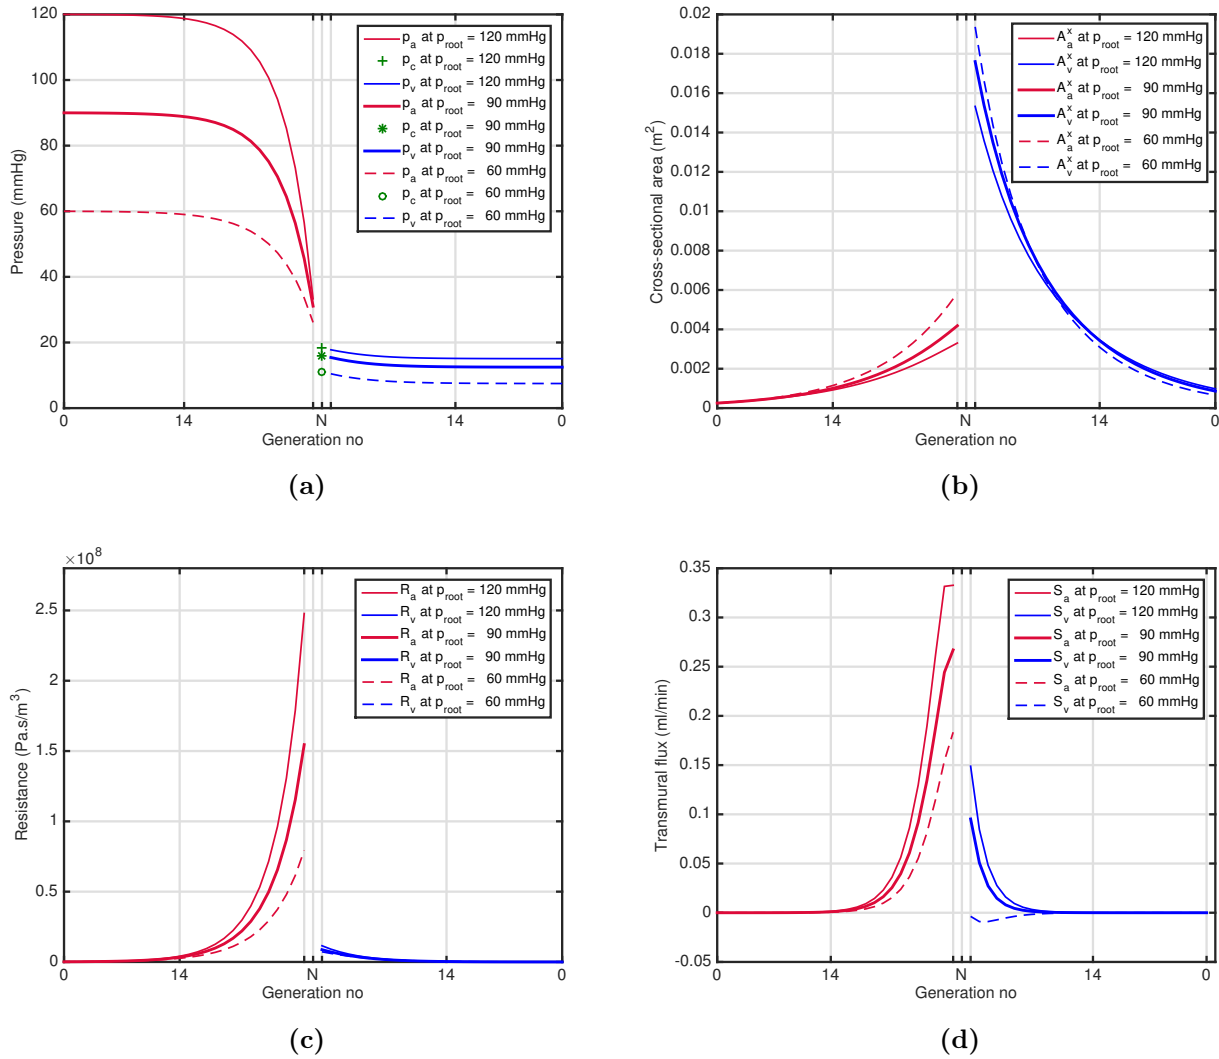 120
100
80
60
40
20
0
Pressure (mmHg)
0 14 N 14 0
Generation no
p_a at p_root = 120 mmHg
p_c at p_root = 120 mmHg
p_v at p_root = 120 mmHg
p_a at p_root = 90 mmHg
p_c at p_root = 90 mmHg
p_v at p_root = 90 mmHg
p_a at p_root = 60 mmHg
p_c at p_root = 60 mmHg
p_v at p_root = 60 mmHg
(a)
0.02
0.018
0.016
0.014
0.012
0.01
0.008
0.006
0.004
0.002
0
Cross-sectional area (m²)
0 14 N 14 0
Generation no
A_a^x at p_root = 120 mmHg
A_v^x at p_root = 120 mmHg
A_a^x at p_root = 90 mmHg
A_v^x at p_root = 90 mmHg
A_a^x at p_root = 60 mmHg
A_v^x at p_root = 60 mmHg
(b)
×10⁸
2.5
2
1.5
1
0.5
0
Resistance (Pa.s/m³)
0 14 N 14 0
Generation no
R_a at p_root = 120 mmHg
R_v at p_root = 120 mmHg
R_a at p_root = 90 mmHg
R_v at p_root = 90 mmHg
R_a at p_root = 60 mmHg
R_v at p_root = 60 mmHg
(c)
0.35
0.3
0.25
0.2
0.15
0.1
0.05
0
-0.05
Transmural flux (ml/min)
0 14 N 14 0
Generation no
S_a at p_root = 120 mmHg
S_v at p_root = 120 mmHg
S_a at p_root = 90 mmHg
S_v at p_root = 90 mmHg
S_a at p_root = 60 mmHg
S_v at p_root = 60 mmHg
(d)